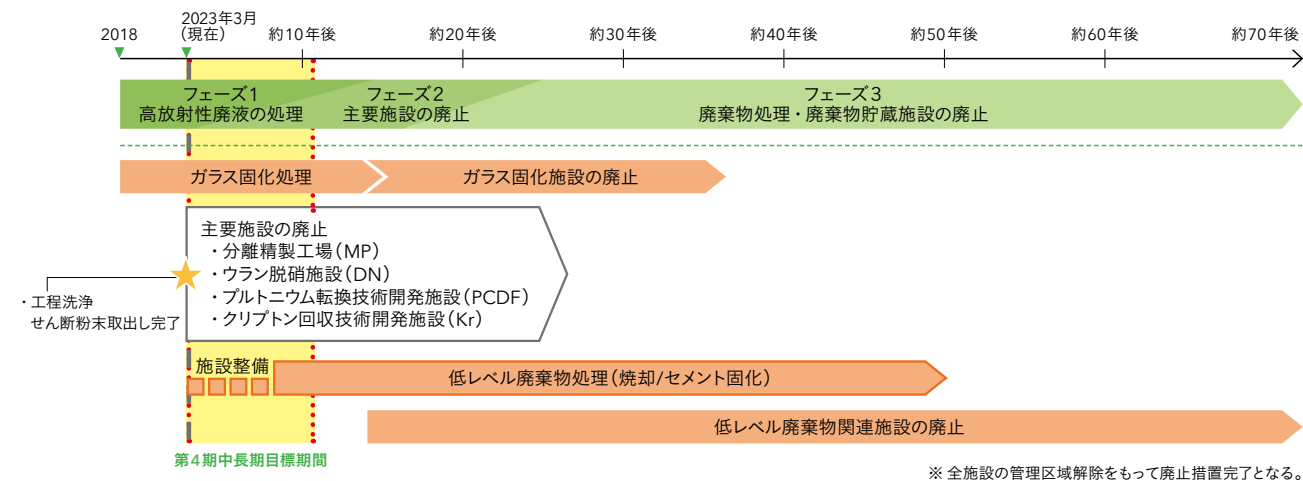 2018
2023年3月
(現在)
約10年後
約20年後
約30年後
約40年後
約50年後
約60年後
約70年後
フェーズ1
高放射性廃液の処理
フェーズ2
主要施設の廃止
フェーズ3
廃棄物処理・廃棄物貯蔵施設の廃止
ガラス固化処理
ガラス固化施設の廃止
主要施設の廃止
・分離精製工場(MP)
・ウラン脱硝施設(DN)
・プルトニウム転換技術開発施設(PCDF)
・クリプトン回収技術開発施設(Kr)
・工程洗浄
せん断粉末取出し完了
施設整備
低レベル廃棄物処理(焼却/セメント固化)
低レベル廃棄物関連施設の廃止
第4期中長期目標期間
※ 全施設の管理区域解除をもって廃止措置完了となる。